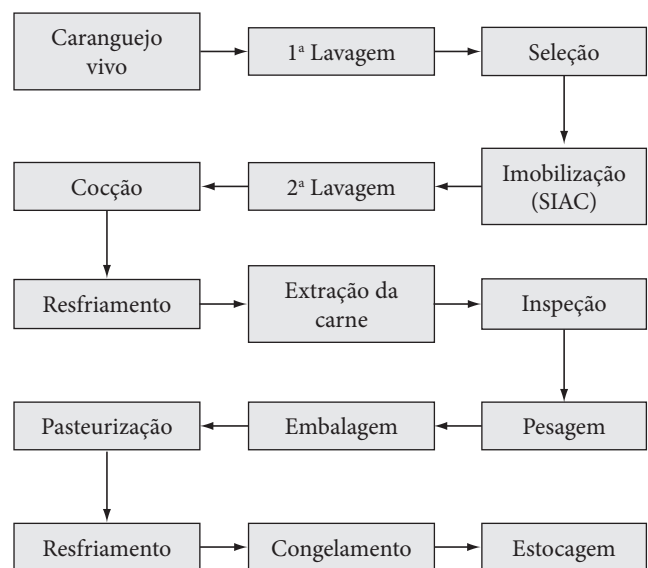 Caranguejo
vivo
1ª Lavagem
Seleção
Imobilização
(SIAC)
2ª Lavagem
Cocção
Resfriamento
Extração da
carne
Inspeção
Pesagem
Embalagem
Pasteurização
Resfriamento
Congelamento
Estocagem